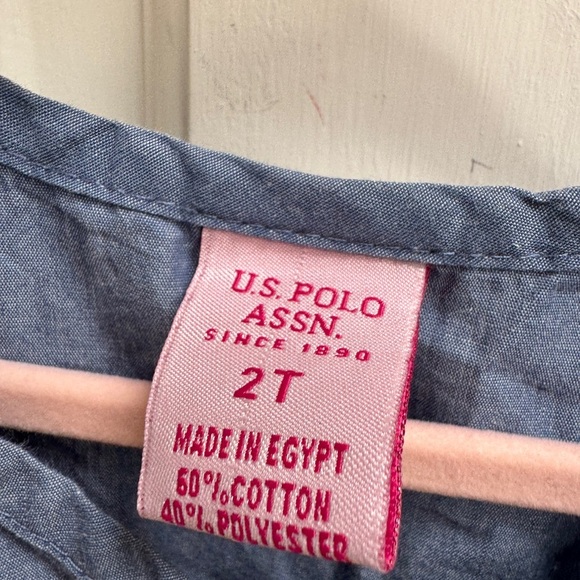 U.S. POLO
ASSN.
SINCE 1890
2T
MADE IN EGYPT
60% COTTON
40% POLYESTER